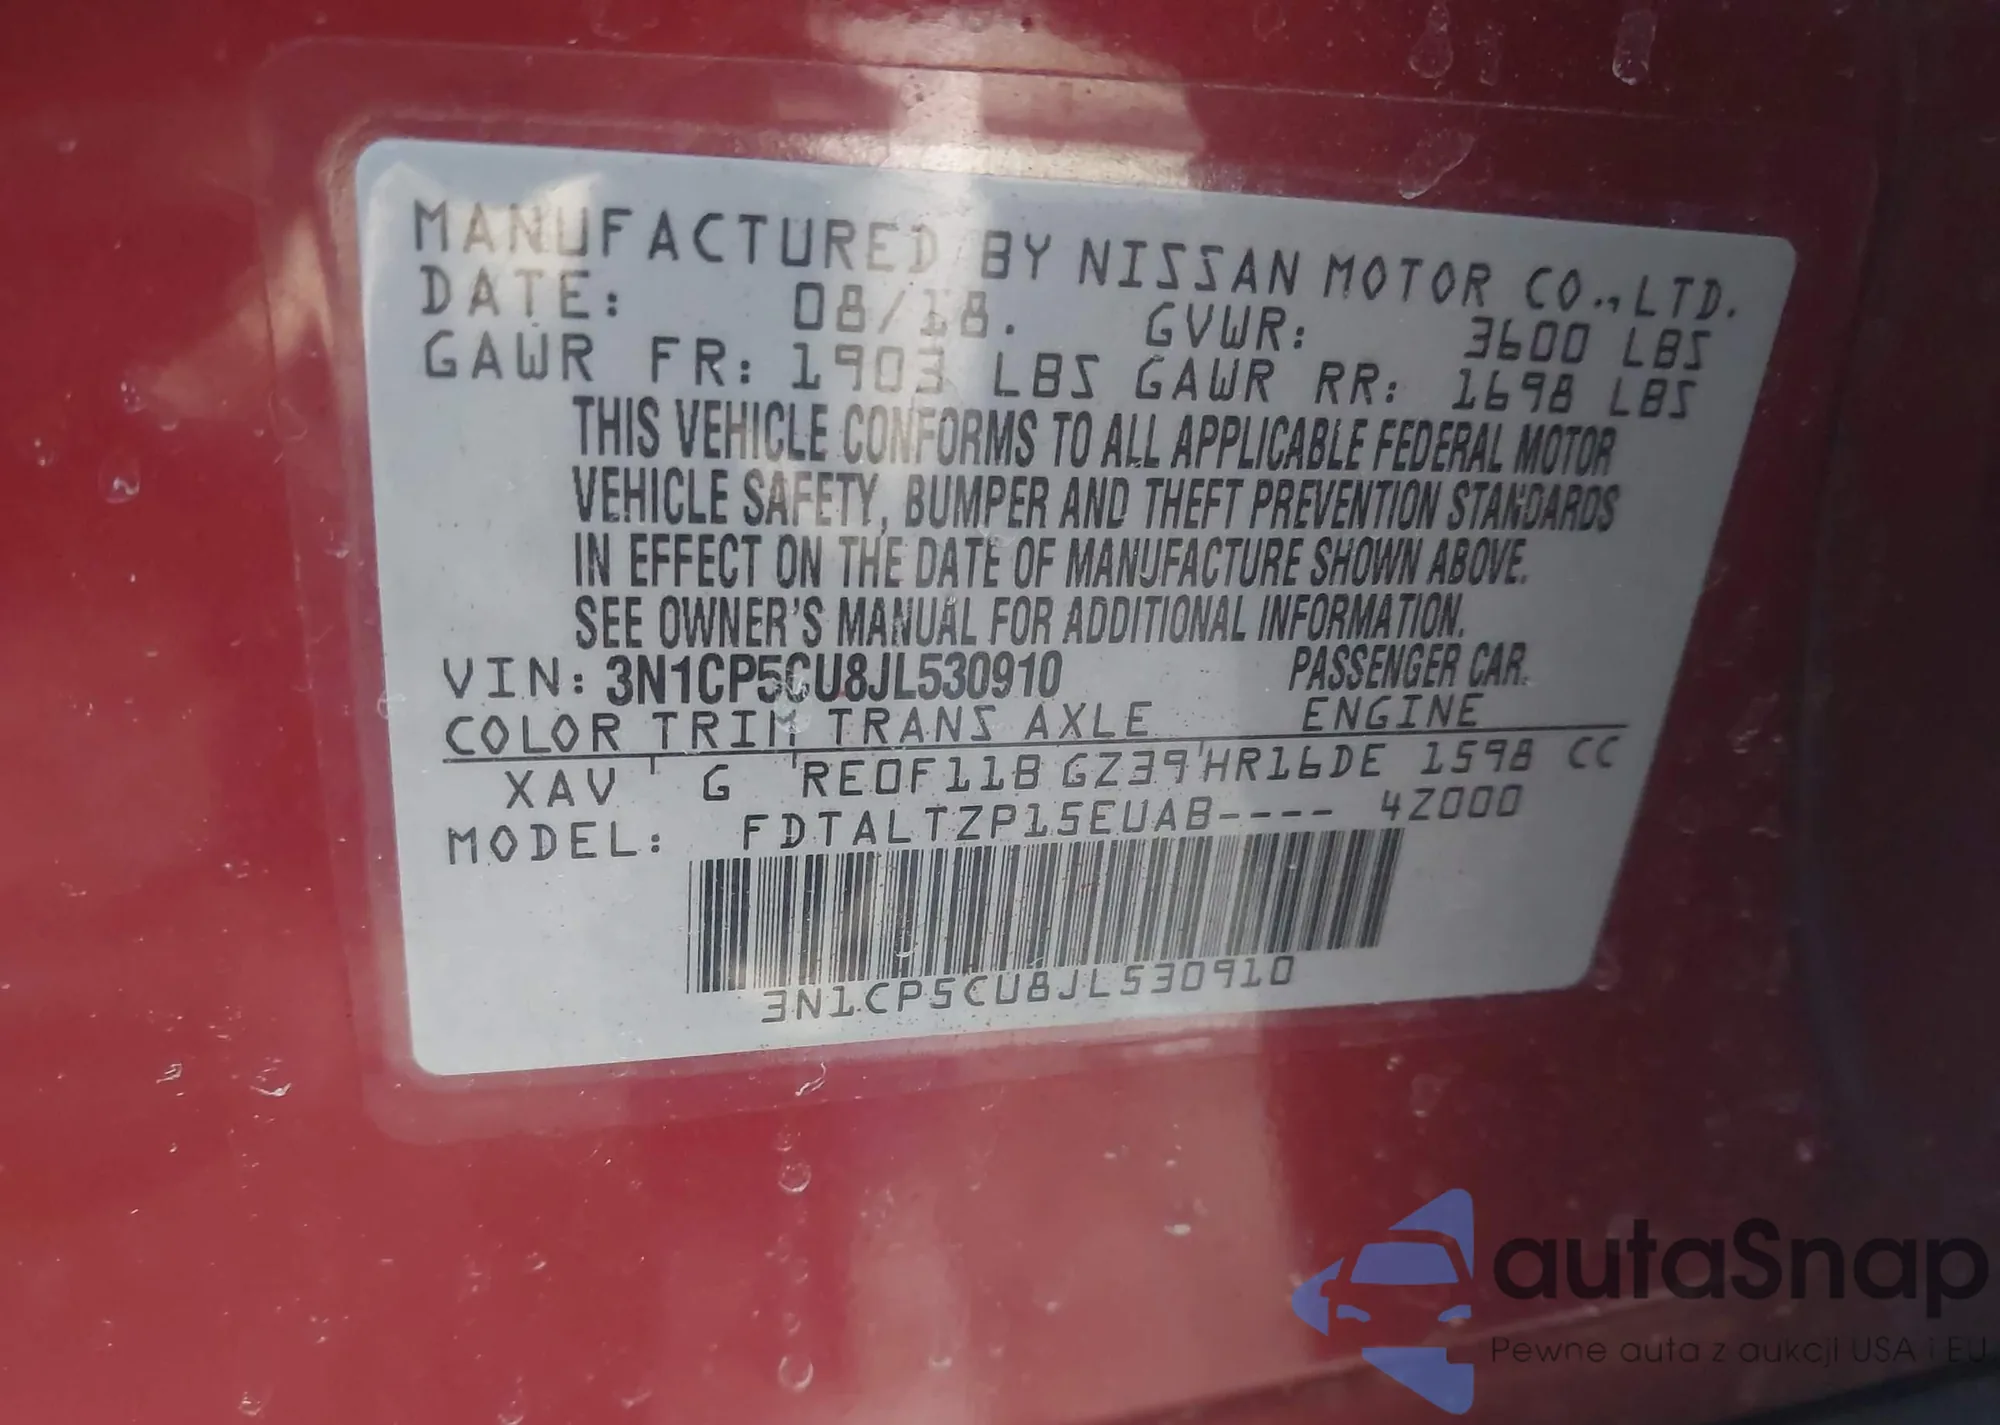 MANUFACTURED BY NISSAN MOTOR CO.,LTD.
DATE: 08/18. GVWR: 3600 LBS
GAWR FR: 1903 LBS GAWR RR: 1698 LBS
THIS VEHICLE CONFORMS TO ALL APPLICABLE FEDERAL MOTOR
VEHICLE SAFETY, BUMPER AND THEFT PREVENTION STANDARDS
IN EFFECT ON THE DATE OF MANUFACTURE SHOWN ABOVE.
SEE OWNER'S MANUAL FOR ADDITIONAL INFORMATION.
VIN: 3N1CP5CU8JL530910 PASSENGER CAR.
COLOR TRIM TRANS AXLE ENGINE
XAV G RE0F11B GZ39 HR16DE 1598 CC
MODEL: FDTALTZP15EUAB---- 4Z000
3N1CP5CU8JL530910
autaSnap
Pewne auta z aukcji USA i EU